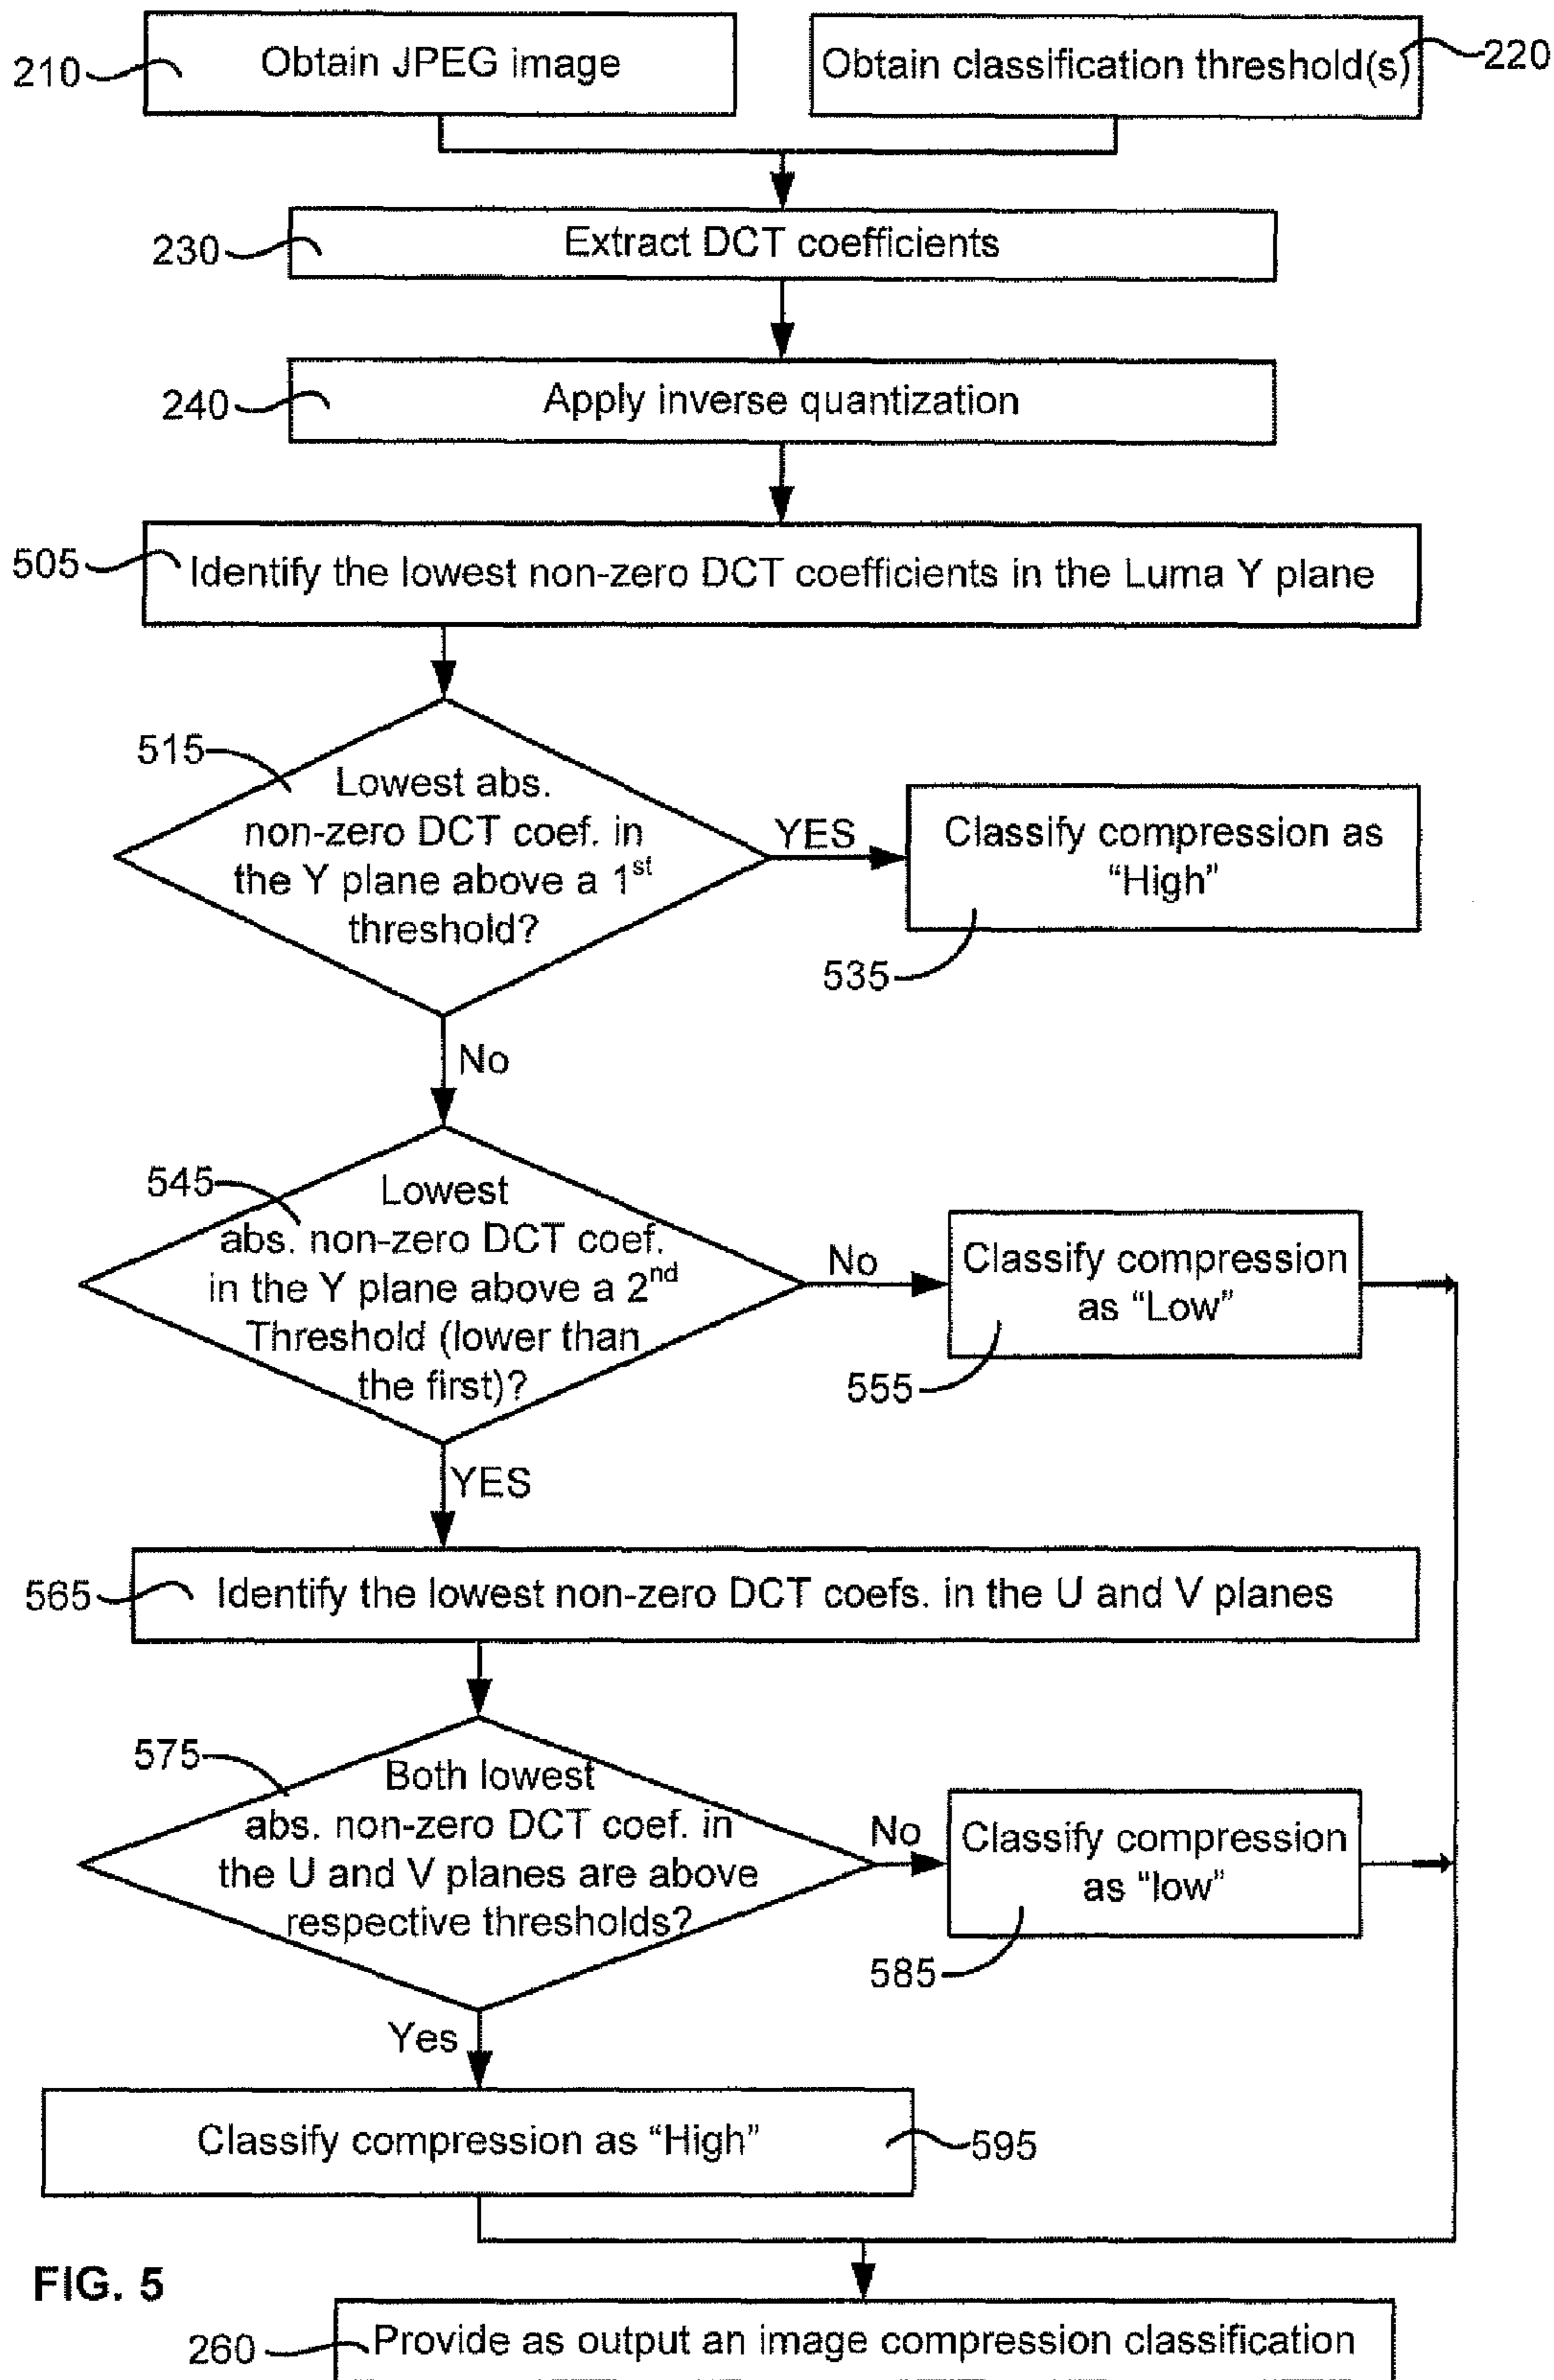 210
Obtain JPEG image
Obtain classification threshold(s)
220
230
Extract DCT coefficients
240
Apply inverse quantization
505
Identify the lowest non-zero DCT coefficients in the Luma Y plane
515
Lowest abs.
non-zero DCT coef. in
the Y plane above a 1st
threshold?
YES
Classify compression as
“High”
535
No
545
Lowest
abs. non-zero DCT coef.
in the Y plane above a 2nd
Threshold (lower than
the first)?
No
Classify compression
as “Low”
555
YES
565
Identify the lowest non-zero DCT coefs. in the U and V planes
575
Both lowest
abs. non-zero DCT coef. in
the U and V planes are above
respective thresholds?
No
Classify compression
as “low”
585
Yes
Classify compression as “High”
595
FIG. 5
260
Provide as output an image compression classification